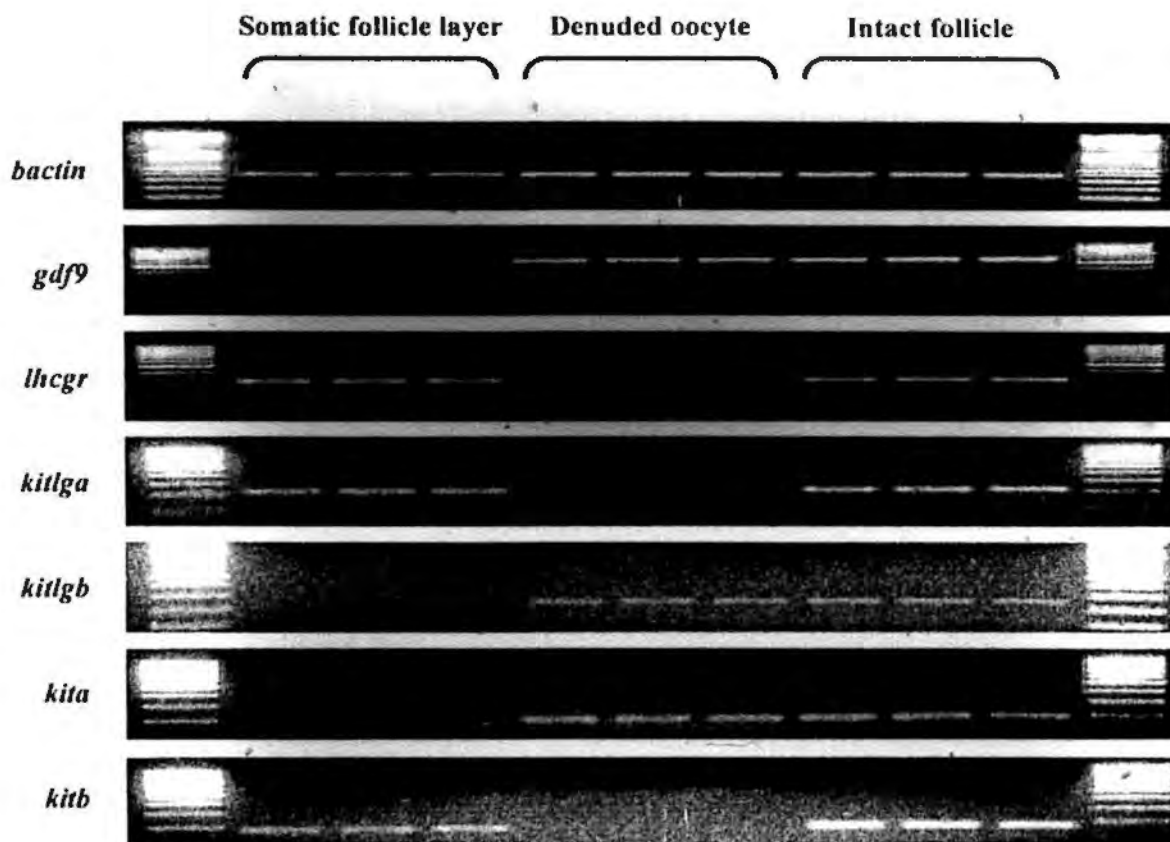 Somatic follicle layer Denuded oocyte Intact follicle
bactin
gdf9
lhcgr
kitlga
kitlgb
kita
kitb